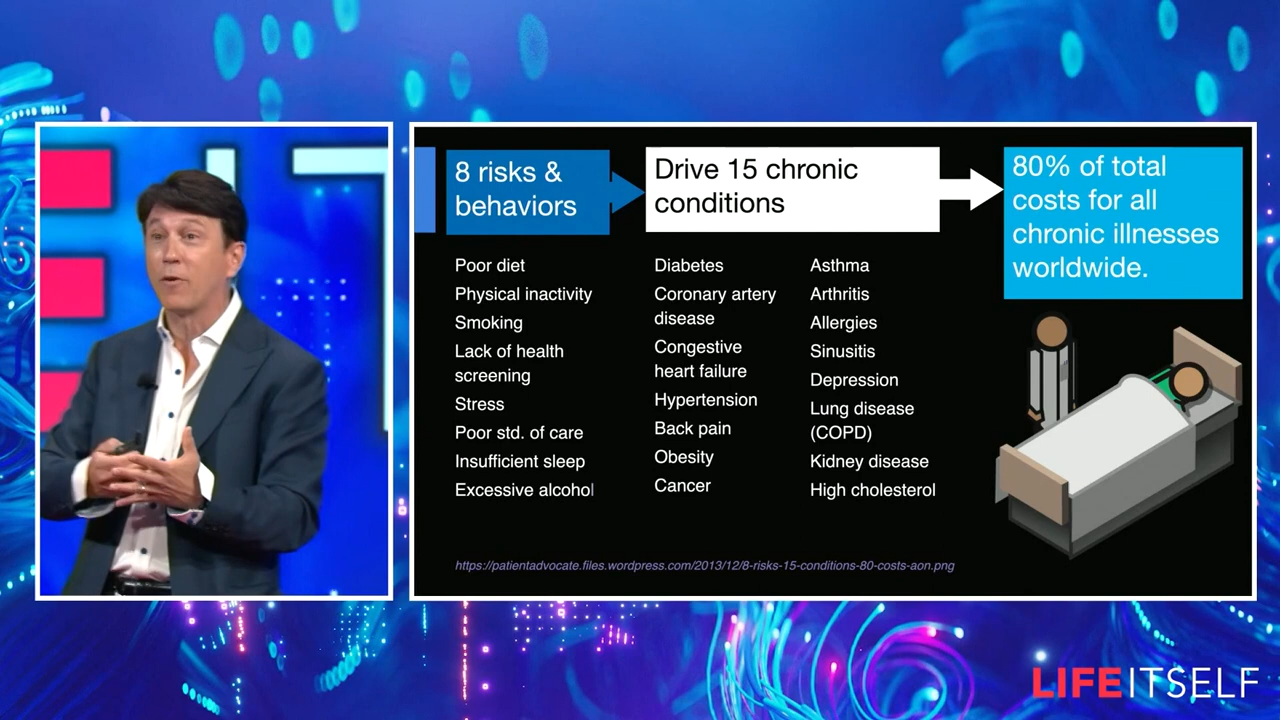 8 risks &
behaviors
Drive 15 chronic
conditions
80% of total
costs for all
chronic illnesses
worldwide.
Poor diet
Physical inactivity
Smoking
Lack of health
screening
Stress
Poor std. of care
Insufficient sleep
Excessive alcohol
Diabetes
Coronary artery
disease
Congestive
heart failure
Hypertension
Back pain
Obesity
Cancer
Asthma
Arthritis
Allergies
Sinusitis
Depression
Lung disease
(COPD)
Kidney disease
High cholesterol
https://patientadvocate.files.wordpress.com/2013/12/8-risks-15-conditions-80-costs-aon.png
LIFEITSELF